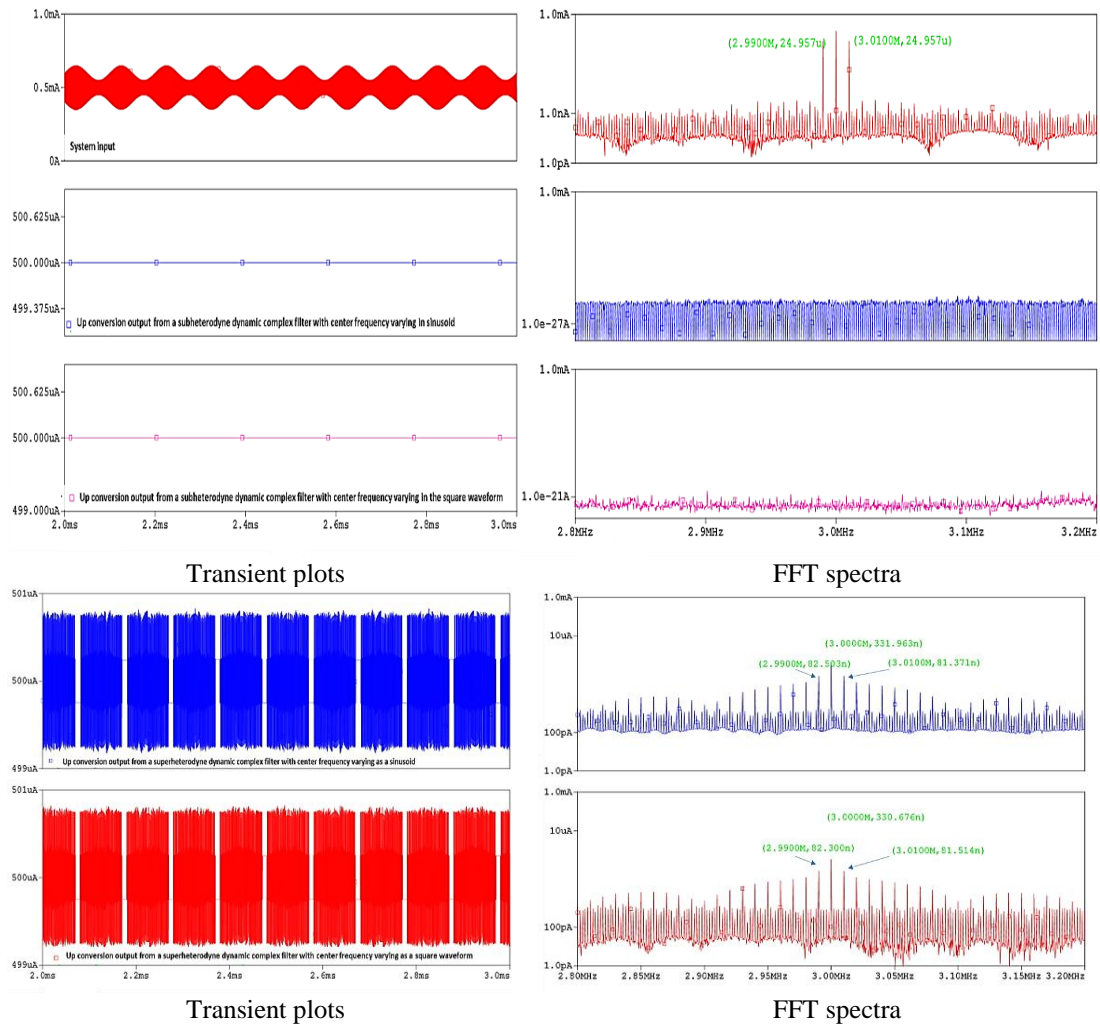 1.0mA
0.5mA
System input
0A
1.0mA
(2.9900M,24.957u)
(3.0100M,24.957u)
1.0nA
1.0pA
500.625uA
500.000uA
499.375uA
Up conversion output from a subheterodyne dynamic complex filter with center frequency varying in sinusoid
1.0mA
1.0e-27A
500.625uA
500.000uA
Up conversion output from a subheterodyne dynamic complex filter with center frequency varying in the square waveform
499.000uA
2.0ms 2.2ms 2.4ms 2.6ms 2.8ms 3.0ms
1.0mA
1.0e-21A
2.8MHz 2.9MHz 3.0MHz 3.1MHz 3.2MHz
Transient plots
FFT spectra
501uA
500uA
Up conversion output from a superheterodyne dynamic complex filter with center frequency varying as a sinusoid
499uA
1.0mA
10uA
(3.0000M,331.963n)
(2.9900M,82.503n)
(3.0100M,81.371n)
100pA
1.0pA
501uA
500uA
Up conversion output from a superheterodyne dynamic complex filter with center frequency varying as a square waveform
499uA
2.0ms 2.2ms 2.4ms 2.6ms 2.8ms 3.0ms
1.0mA
10uA
(3.0000M,330.676n)
(2.9900M,82.300n)
(3.0100M,81.514n)
100pA
1.0pA
2.80MHz 2.85MHz 2.90MHz 2.95MHz 3.00MHz 3.05MHz 3.10MHz 3.15MHz 3.20MHz
Transient plots
FFT spectra